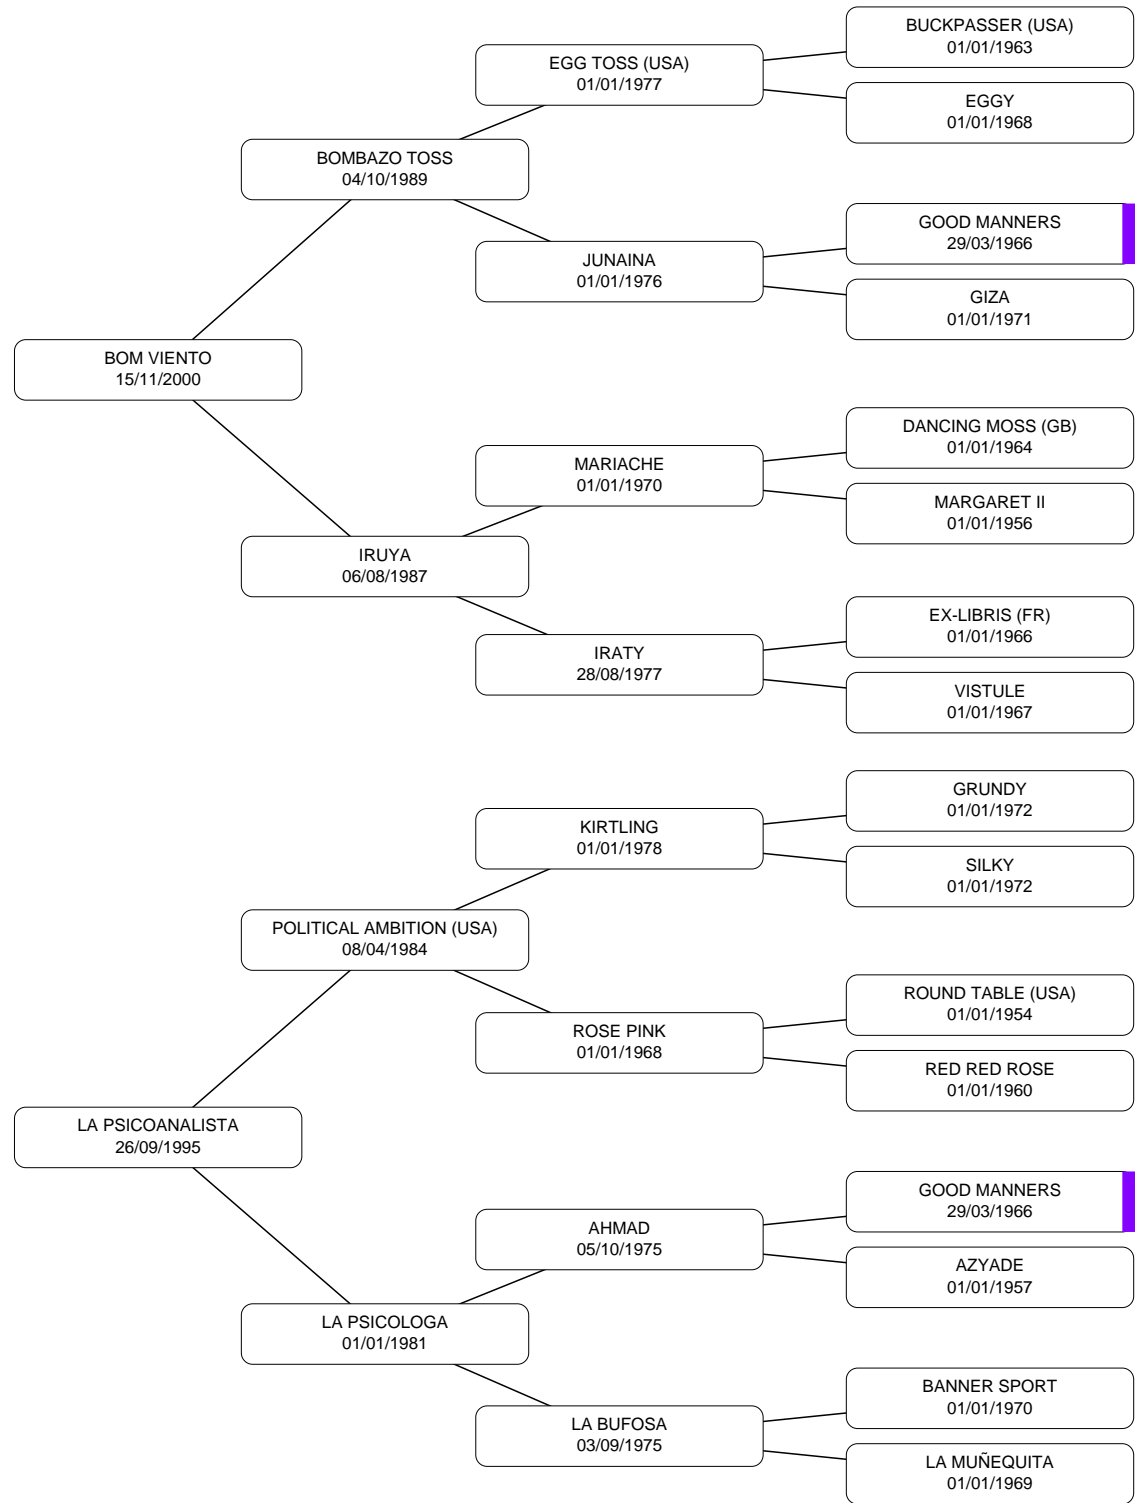 BUCKPASSER (USA)
01/01/1963
EGG TOSS (USA)
01/01/1977
EGGY
01/01/1968
BOMBAZO TOSS
04/10/1989
GOOD MANNERS
29/03/1966
JUNAINA
01/01/1976
GIZA
01/01/1971
BOM VIENTO
15/11/2000
DANCING MOSS (GB)
01/01/1964
MARIACHE
01/01/1970
MARGARET II
01/01/1956
IRUYA
06/08/1987
EX-LIBRIS (FR)
01/01/1966
IRATY
28/08/1977
VISTULE
01/01/1967
GRUNDY
01/01/1972
KIRTLING
01/01/1978
SILKY
01/01/1972
POLITICAL AMBITION (USA)
08/04/1984
ROUND TABLE (USA)
01/01/1954
ROSE PINK
01/01/1968
RED RED ROSE
01/01/1960
LA PSICOANALISTA
26/09/1995
GOOD MANNERS
29/03/1966
AHMAD
05/10/1975
AZYADE
01/01/1957
LA PSICOLOGA
01/01/1981
BANNER SPORT
01/01/1970
LA BUFOSA
03/09/1975
LA MUÑEQUITA
01/01/1969